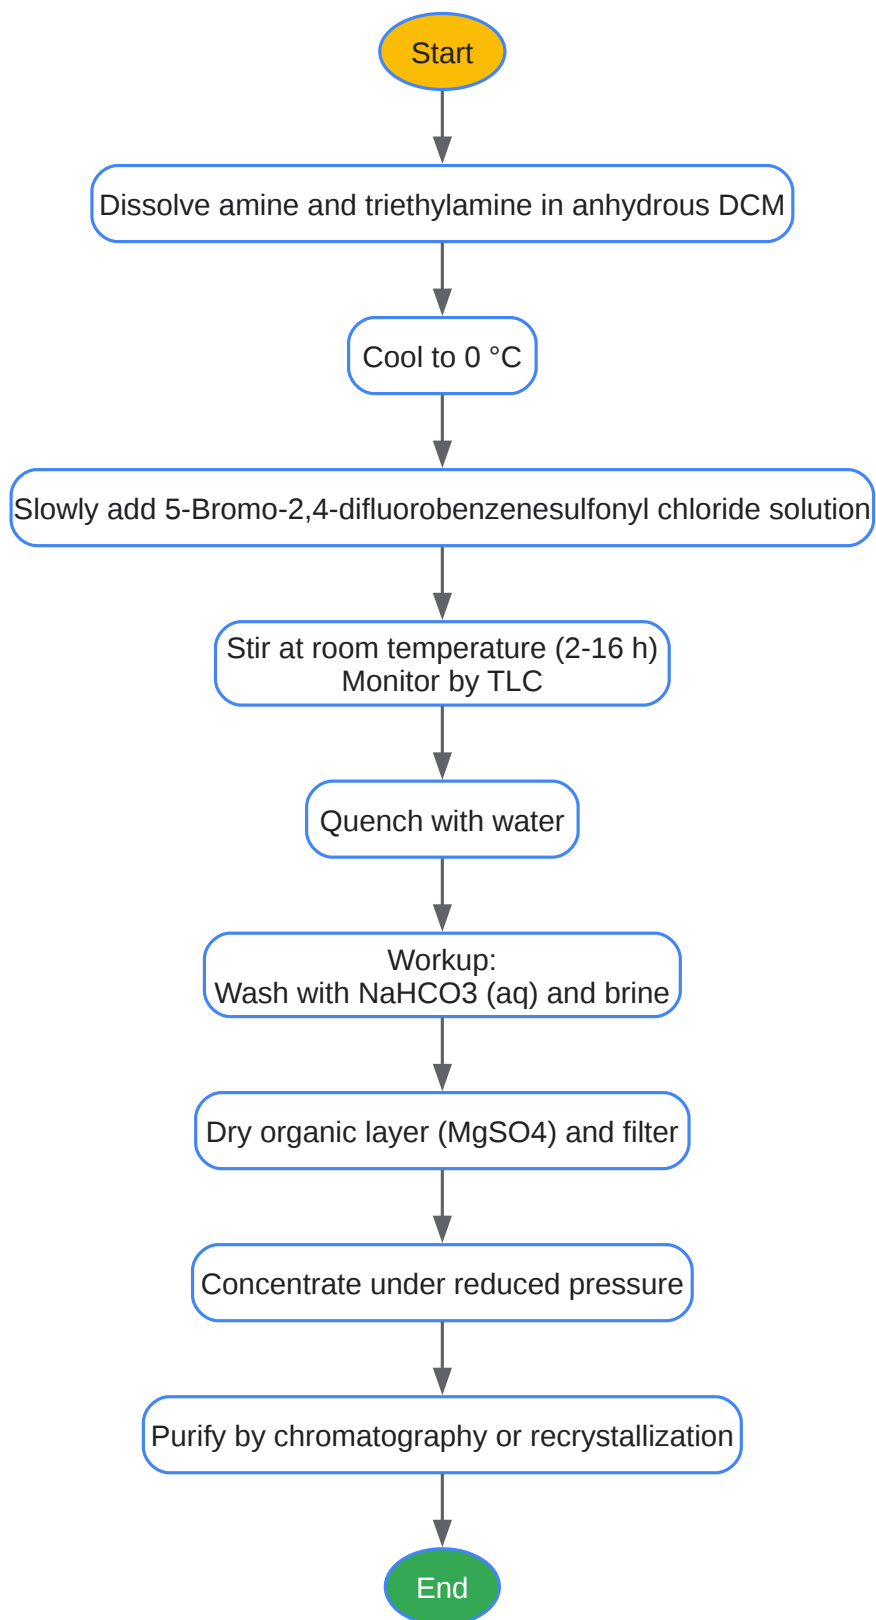 Start
Dissolve amine and triethylamine in anhydrous DCM
Cool to 0 °C
Slowly add 5-Bromo-2,4-difluorobenzenesulfonyl chloride solution
Stir at room temperature (2-16 h)
Monitor by TLC
Quench with water
Workup:
Wash with NaHCO3 (aq) and brine
Dry organic layer (MgSO4) and filter
Concentrate under reduced pressure
Purify by chromatography or recrystallization
End